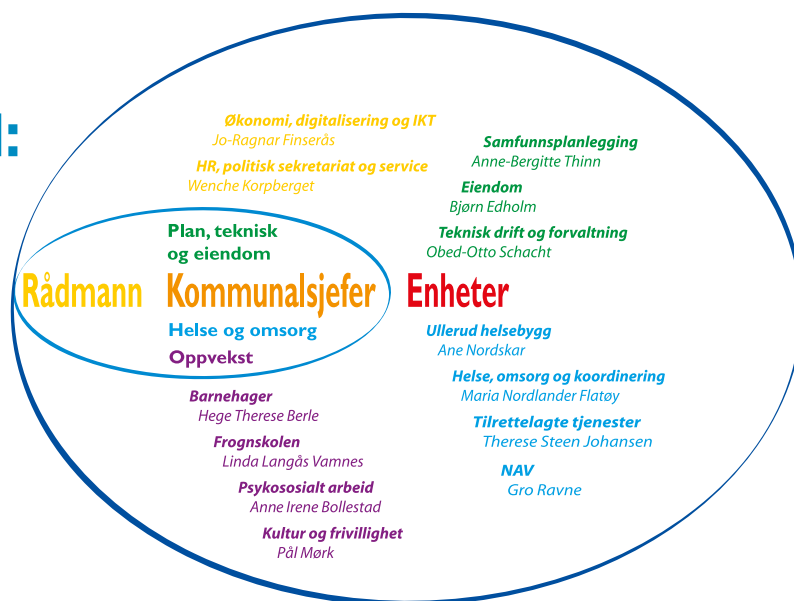 :
Økonomi, digitalisering og IKT
Jo-Ragnar Finserås
HR, politisk sekretariat og service
Wenche Korpberget
Samfunnsplanlegging
Anne-Bergitte Thinn
Eiendom
Bjørn Edholm
Teknisk drift og forvaltning
Obed-Otto Schacht
Plan, teknisk
og eiendom
Rådmann Kommunalsjefer Enheter
Helse og omsorg
Oppvekst
Ullerud helsebygg
Ane Nordskar
Helse, omsorg og koordinering
Maria Nordlander Flatøy
Tilrettelagte tjenester
Therese Steen Johansen
NAV
Gro Ravne
Barnehager
Hege Therese Berle
Frognskolen
Linda Langås Vamnes
Psykososialt arbeid
Anne Irene Bollestad
Kultur og frivillighet
Pål Mørk